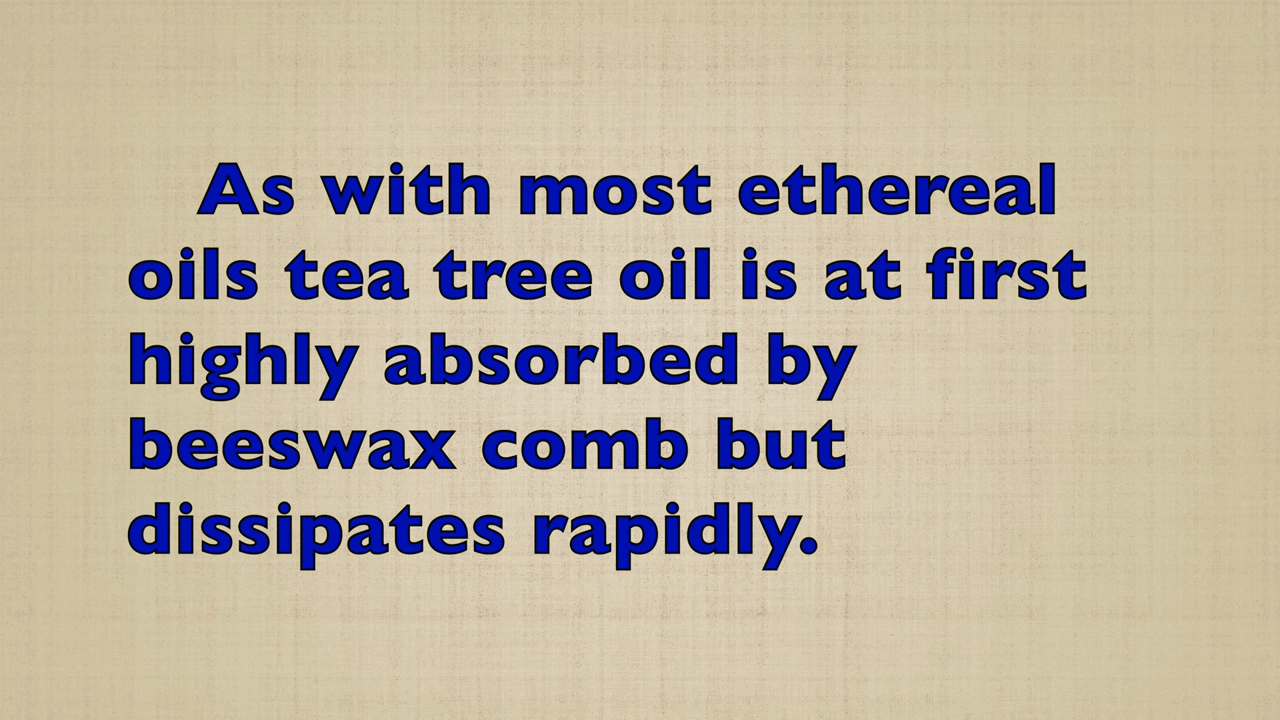 As with most ethereal
oils tea tree oil is at first
highly absorbed by
beeswax comb but
dissipates rapidly.